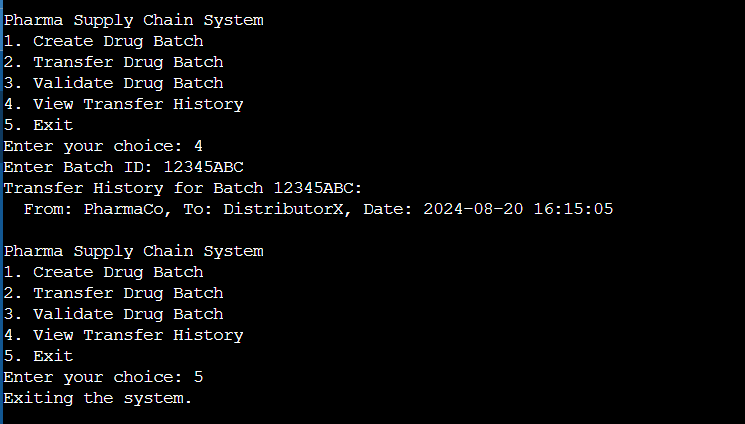 Pharma Supply Chain System
1. Create Drug Batch
2. Transfer Drug Batch
3. Validate Drug Batch
4. View Transfer History
5. Exit
Enter your choice: 4
Enter Batch ID: 12345ABC
Transfer History for Batch 12345ABC:
  From: PharmaCo, To: DistributorX, Date: 2024-08-20 16:15:05

Pharma Supply Chain System
1. Create Drug Batch
2. Transfer Drug Batch
3. Validate Drug Batch
4. View Transfer History
5. Exit
Enter your choice: 5
Exiting the system.